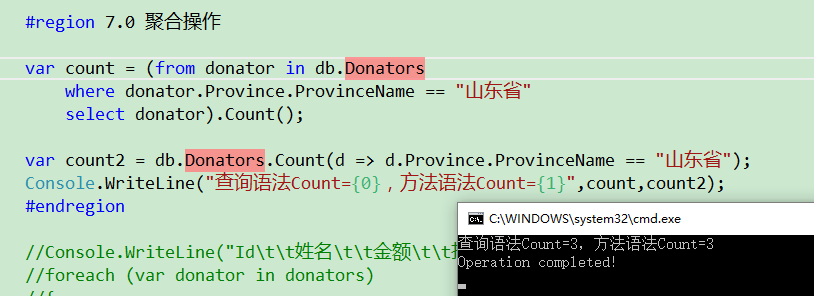 #region 7.0 聚合操作
var count = (from donator in db.Donators
where donator.Province.ProvinceName == "山东省"
select donator).Count();
var count2 = db.Donators.Count(d => d.Province.ProvinceName == "山东省");
Console.WriteLine("查询语法Count={0}，方法语法Count={1}",count,count2);
#endregion
C:\WINDOWS\system32\cmd.exe
//Console.WriteLine("Id\t\t姓名\t\t金额\t\t
查询语法Count=3，方法语法Count=3
//foreach (var donator in donators)
Operation completed!